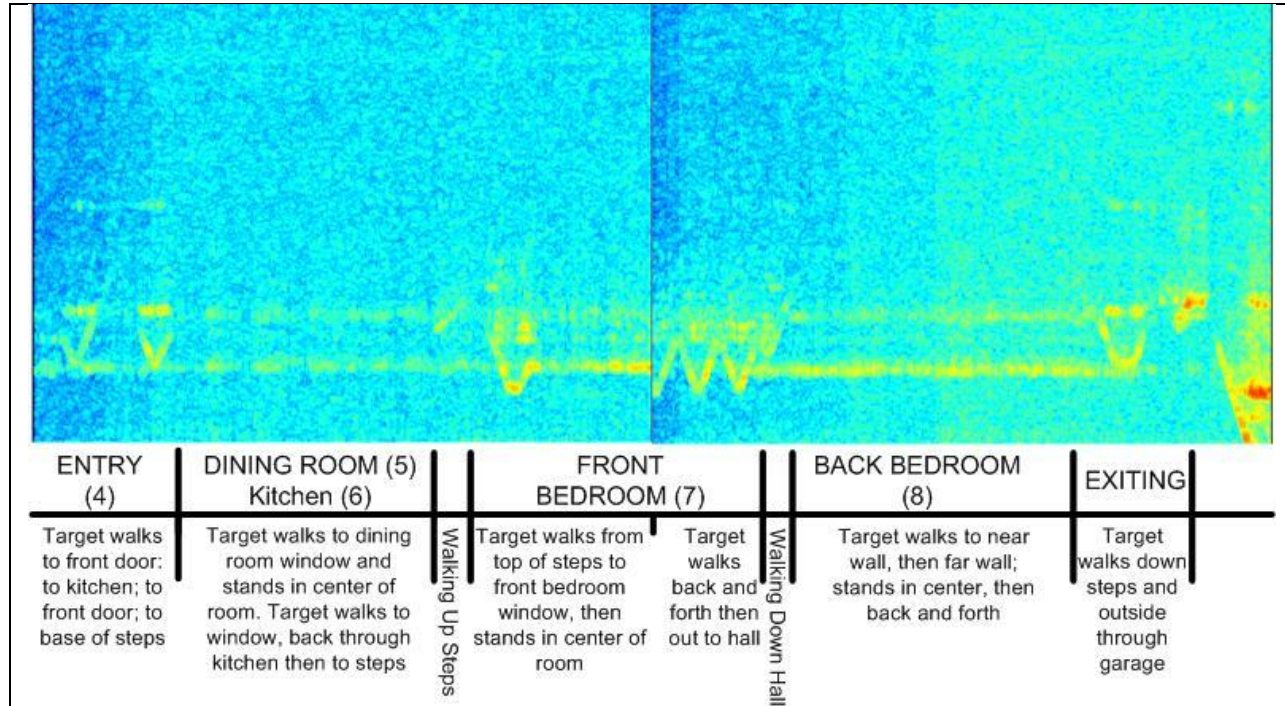 ENTRY
(4)
DINING ROOM (5)
Kitchen (6)
FRONT
BEDROOM (7)
BACK BEDROOM
(8)
EXITING
Target walks
to front door:
to kitchen; to
front door; to
base of steps
Target walks to dining
room window and
stands in center of
room. Target walks to
window, back through
kitchen then to steps
Walking Up Steps
Target walks from
top of steps to
front bedroom
window, then
stands in center of
room
Target
walks
back and
forth then
out to hall
Walking Down Hall
Target walks to near
wall, then far wall;
stands in center, then
back and forth
Target
walks down
steps and
outside
through
garage